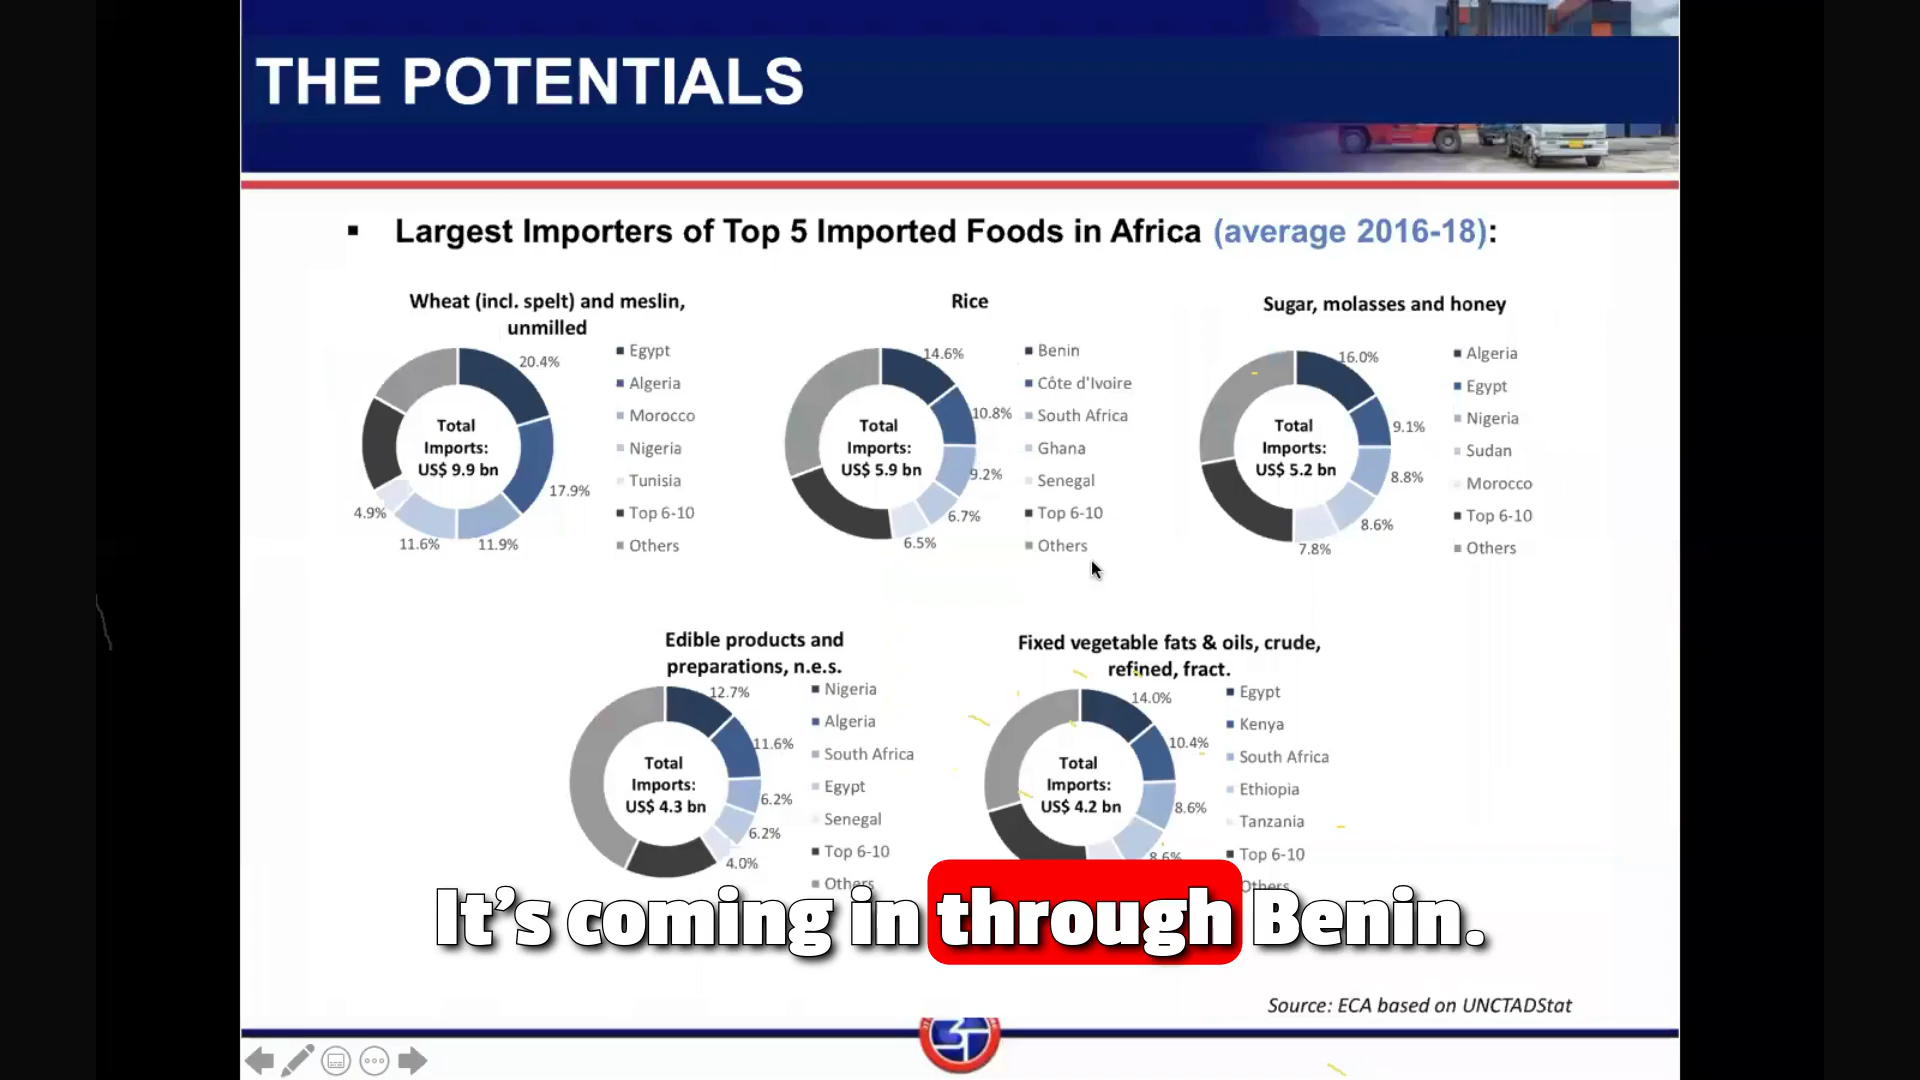 THE POTENTIALS
▪ Largest Importers of Top 5 Imported Foods in Africa (average 2016-18):
Wheat (incl. spelt) and meslin,
unmilled
20.4%
17.9%
11.9%
11.6%
4.9%
Total
Imports:
US$ 9.9 bn
Egypt
Algeria
Morocco
Nigeria
Tunisia
Top 6-10
Others
Rice
14.6%
10.8%
9.2%
6.7%
6.5%
Total
Imports:
US$ 5.9 bn
Benin
Côte d'Ivoire
South Africa
Ghana
Senegal
Top 6-10
Others
Sugar, molasses and honey
16.0%
9.1%
8.8%
8.6%
7.8%
Total
Imports:
US$ 5.2 bn
Algeria
Egypt
Nigeria
Sudan
Morocco
Top 6-10
Others
Edible products and
preparations, n.e.s.
12.7%
11.6%
6.2%
6.2%
4.0%
Total
Imports:
US$ 4.3 bn
Nigeria
Algeria
South Africa
Egypt
Senegal
Top 6-10
Others
Fixed vegetable fats & oils, crude,
refined, fract.
14.0%
10.4%
8.6%
8.6%
Total
Imports:
US$ 4.2 bn
Egypt
Kenya
South Africa
Ethiopia
Tanzania
Top 6-10
Others
It's coming in through Benin.
Source: ECA based on UNCTADStat